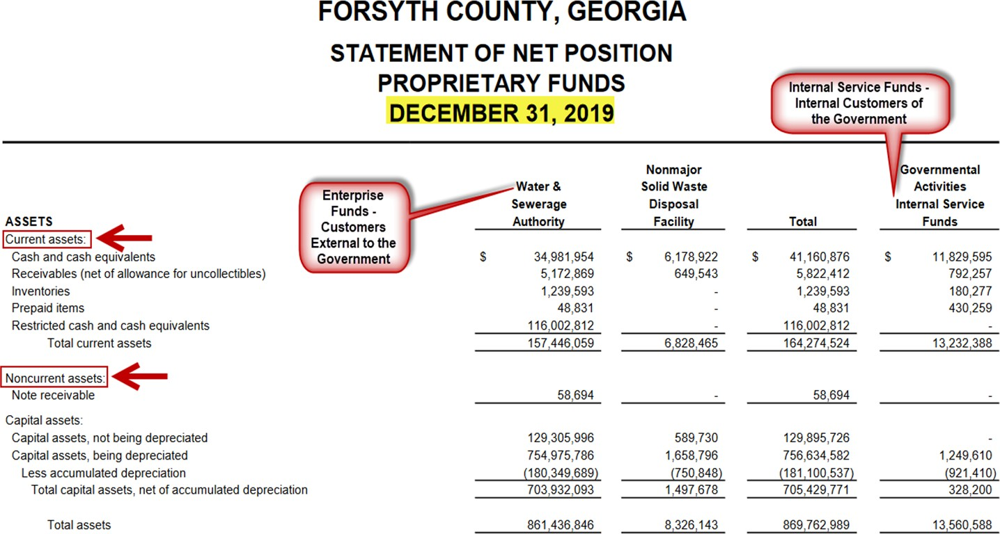 FORSYTH COUNTY, GEORGIA
STATEMENT OF NET POSITION
PROPRIETARY FUNDS
DECEMBER 31, 2019
Internal Service Funds -
Internal Customers of
the Government
Enterprise
Funds -
Customers
External to the
Government
Nonmajor Governmental
Water & Solid Waste Activities
Sewerage Disposal Internal Service
ASSETS Authority Facility Total Funds
Current assets:
Cash and cash equivalents $ 34,981,954 $ 6,178,922 $ 41,160,876 $ 11,829,595
Receivables (net of allowance for uncollectibles) 5,172,869 649,543 5,822,412 792,257
Inventories 1,239,593 - 1,239,593 180,277
Prepaid items 48,831 - 48,831 430,259
Restricted cash and cash equivalents 116,002,812 - 116,002,812 -
Total current assets 157,446,059 6,828,465 164,274,524 13,232,388
Noncurrent assets:
Note receivable 58,694 - 58,694 -
Capital assets:
Capital assets, not being depreciated 129,305,996 589,730 129,895,726 -
Capital assets, being depreciated 754,975,786 1,658,796 756,634,582 1,249,610
Less accumulated depreciation (180,349,689) (750,848) (181,100,537) (921,410)
Total capital assets, net of accumulated depreciation 703,932,093 1,497,678 705,429,771 328,200
Total assets 861,436,846 8,326,143 869,762,989 13,560,588